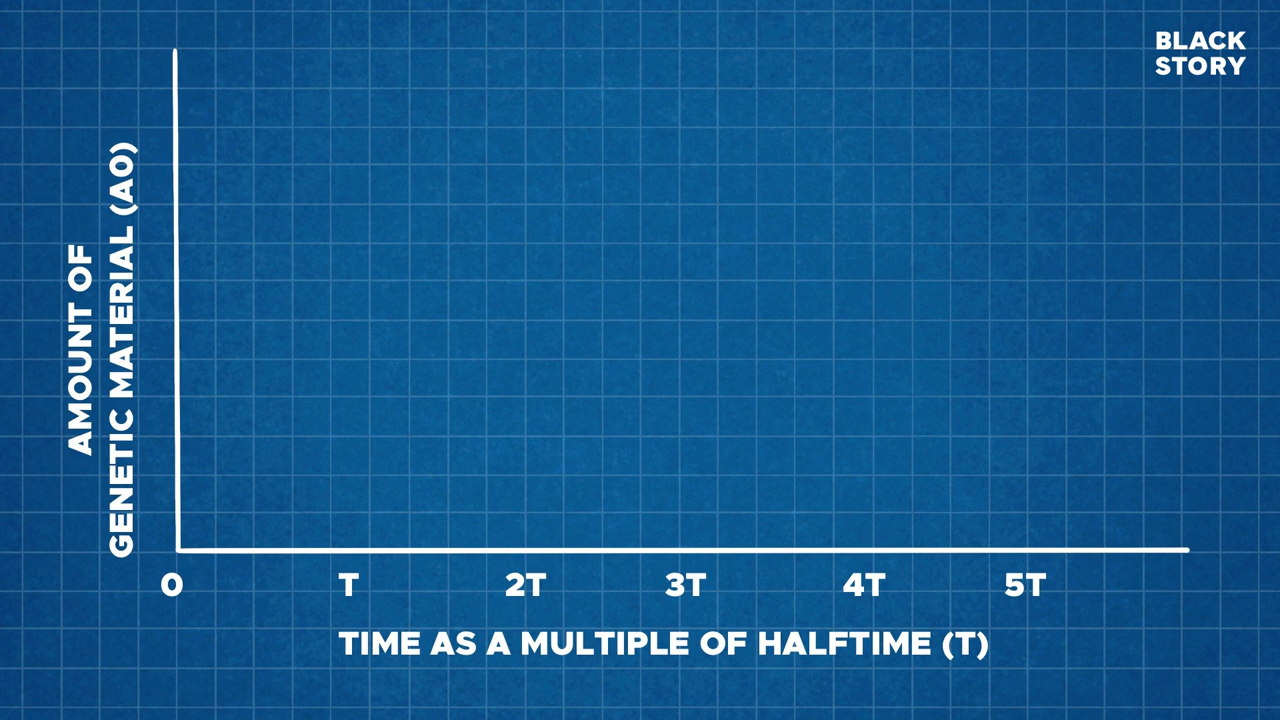 BLACK
STORY
AMOUNT OF
GENETIC MATERIAL (A0)
0 T 2T 3T 4T 5T
TIME AS A MULTIPLE OF HALFTIME (T)